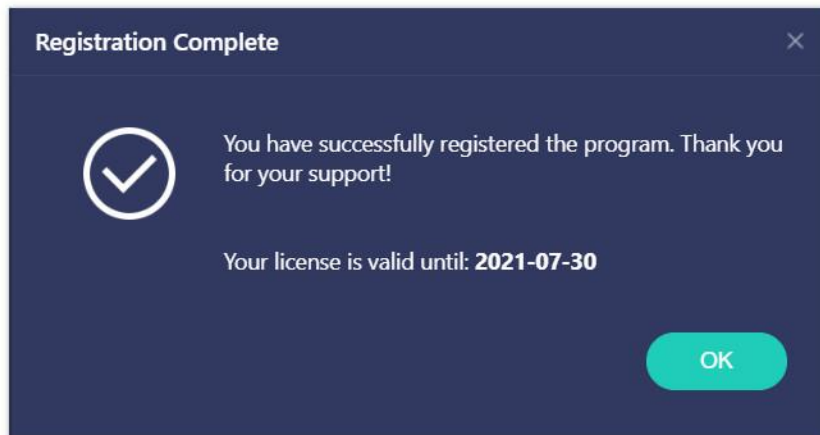 Registration Complete
You have successfully registered the program. Thank you
for your support!
Your license is valid until: 2021-07-30
OK